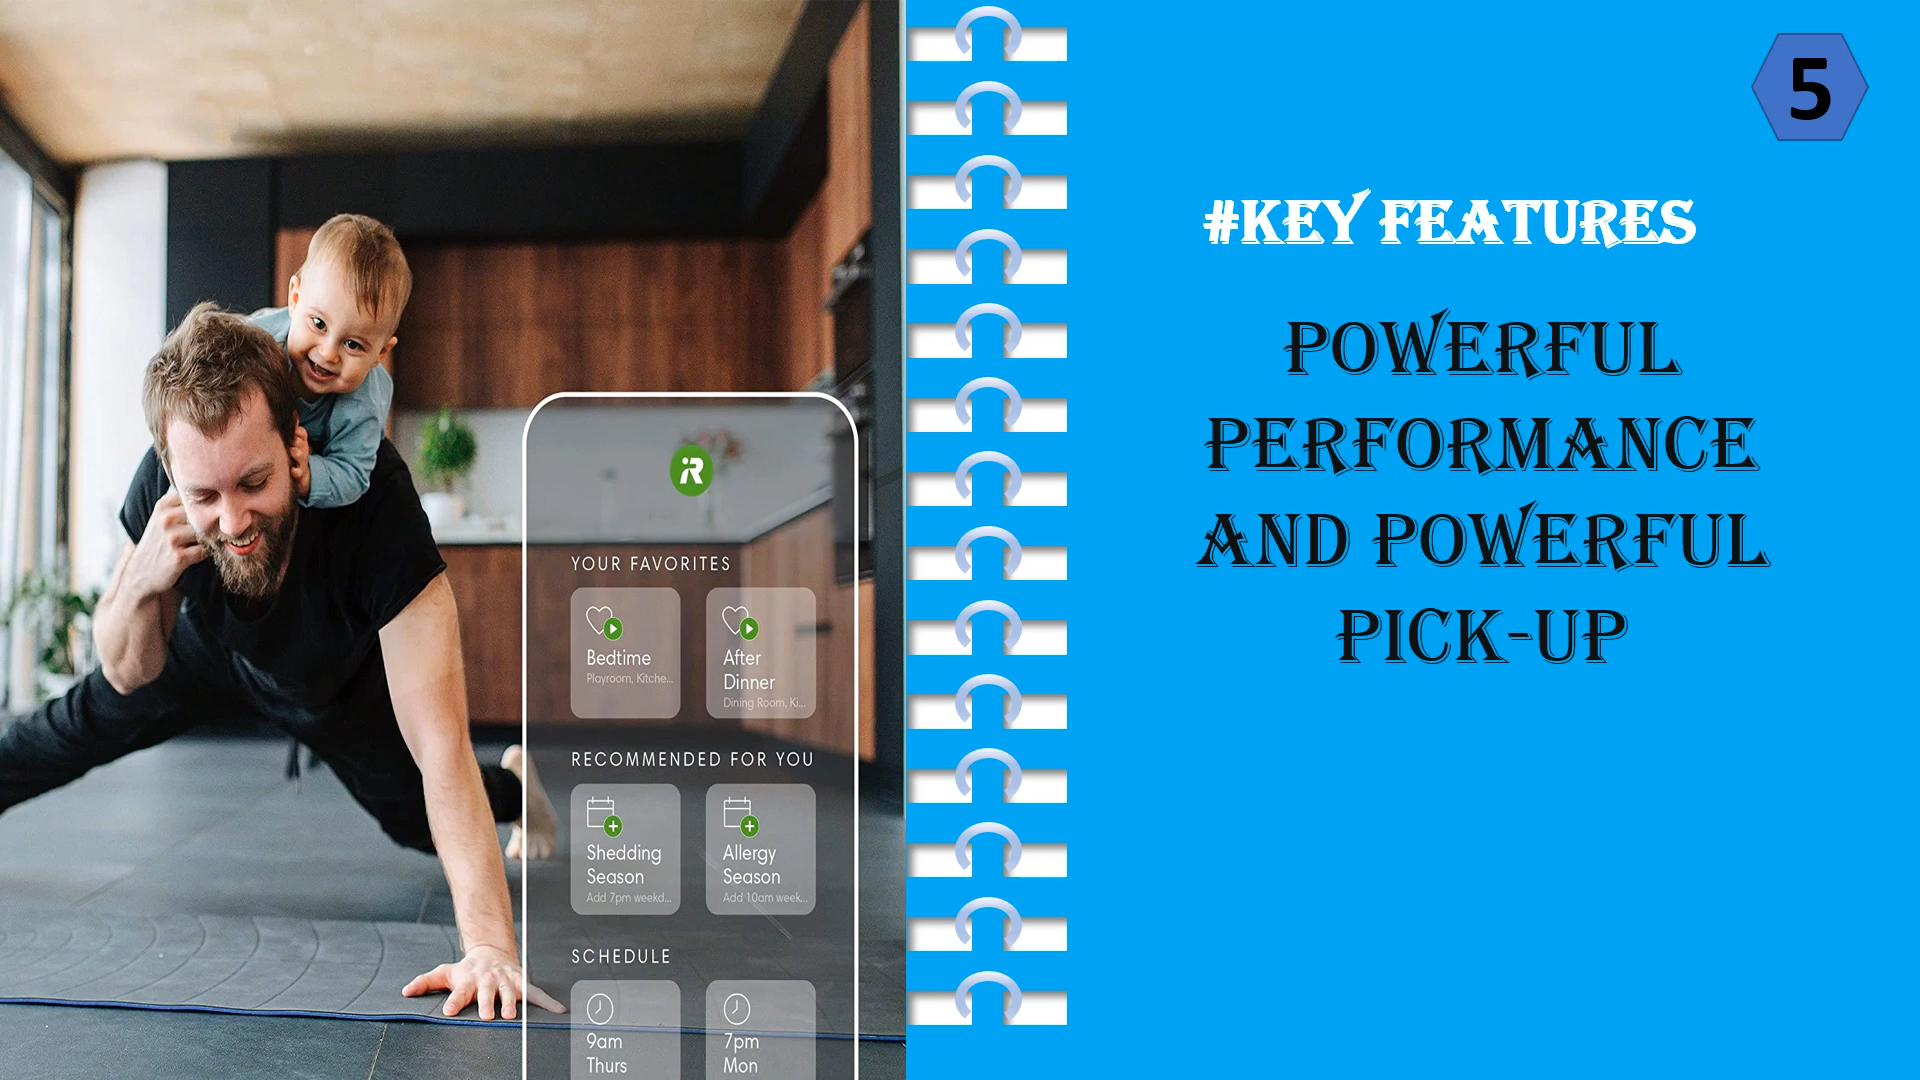 5
#KEY FEATURES
POWERFUL
PERFORMANCE
AND POWERFUL
PICK-UP
iR
YOUR FAVORITES
Bedtime
Playroom, Kitche...
After
Dinner
Dining Room, Ki...
RECOMMENDED FOR YOU
Shedding
Season
Add 7pm weekd...
Allergy
Season
Add 10am week...
SCHEDULE
9am
Thurs
7pm
Mon